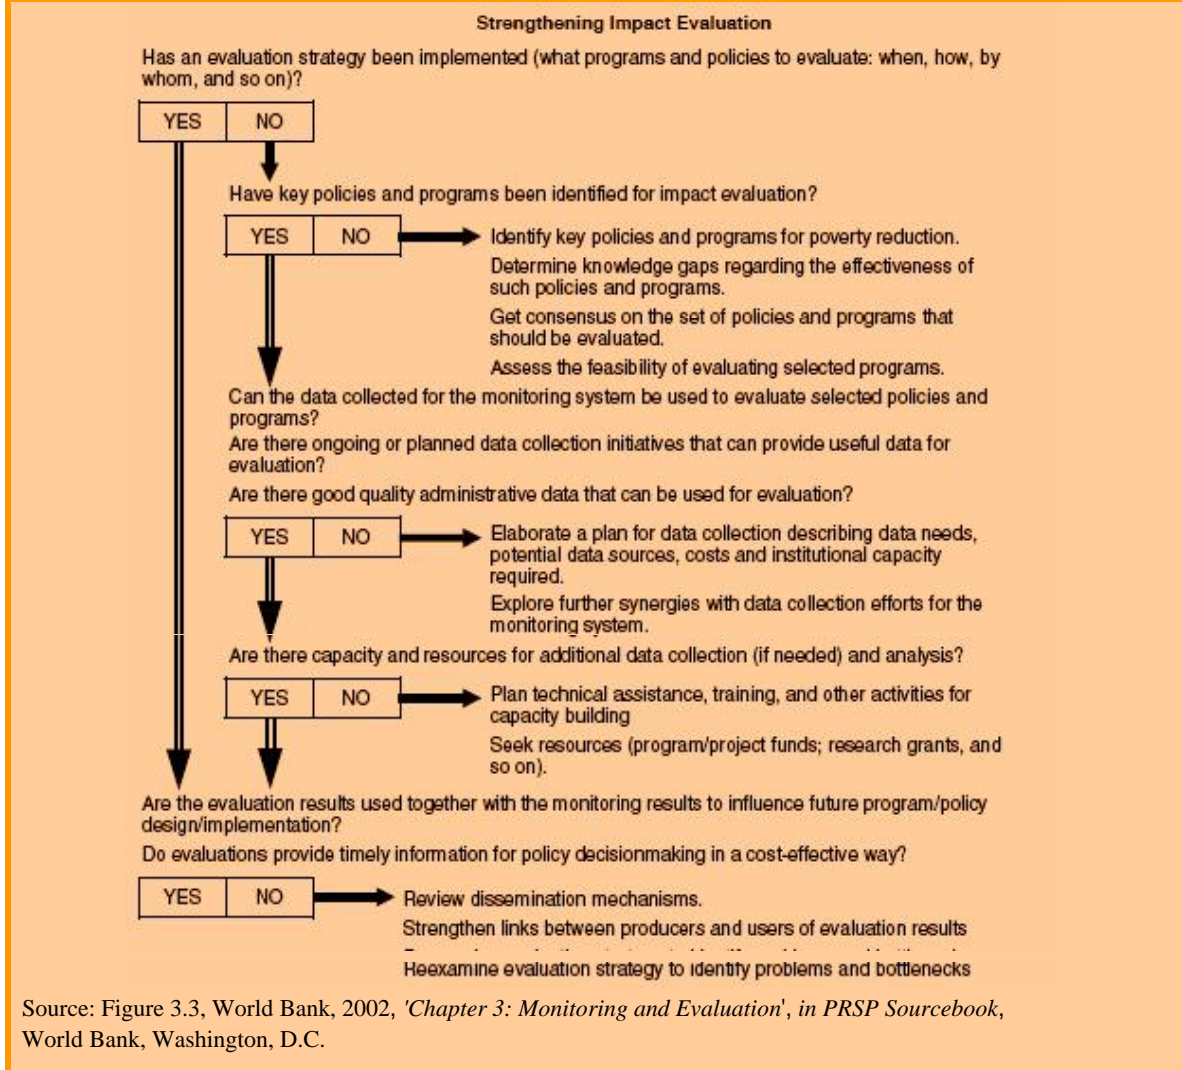 Strengthening Impact Evaluation
Has an evaluation strategy been implemented (what programs and policies to evaluate: when, how, by
whom, and so on)?
YES NO
Have key policies and programs been identified for impact evaluation?
YES NO
Identify key policies and programs for poverty reduction.
Determine knowledge gaps regarding the effectiveness of
such policies and programs.
Get consensus on the set of policies and programs that
should be evaluated.
Assess the feasibility of evaluating selected programs.
Can the data collected for the monitoring system be used to evaluate selected policies and
programs?
Are there ongoing or planned data collection initiatives that can provide useful data for
evaluation?
Are there good quality administrative data that can be used for evaluation?
YES NO
Elaborate a plan for data collection describing data needs,
potential data sources, costs and institutional capacity
required.
Explore further synergies with data collection efforts for the
monitoring system.
Are there capacity and resources for additional data collection (if needed) and analysis?
YES NO
Plan technical assistance, training, and other activities for
capacity building
Seek resources (program/project funds; research grants, and
so on).
Are the evaluation results used together with the monitoring results to influence future program/policy
design/implementation?
Do evaluations provide timely information for policy decisionmaking in a cost-effective way?
YES NO
Review dissemination mechanisms.
Strengthen links between producers and users of evaluation results
Reexamine evaluation strategy to identify problems and bottlenecks
Source: Figure 3.3, World Bank, 2002, 'Chapter 3: Monitoring and Evaluation', in PRSP Sourcebook,
World Bank, Washington, D.C.